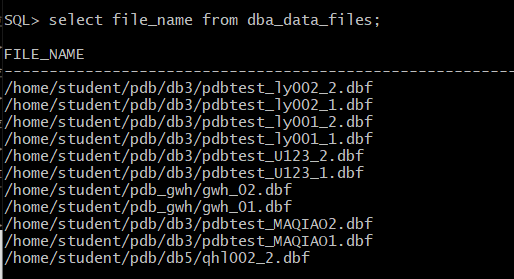 SQL> select file_name from dba_data_files;
FILE_NAME
--------------------------------------------------------------------------------
/home/student/pdb/db3/pdbtest_ly002_2.dbf
/home/student/pdb/db3/pdbtest_ly002_1.dbf
/home/student/pdb/db3/pdbtest_ly001_2.dbf
/home/student/pdb/db3/pdbtest_ly001_1.dbf
/home/student/pdb/db3/pdbtest_U123_2.dbf
/home/student/pdb/db3/pdbtest_U123_1.dbf
/home/student/pdb_gwh/gwh_02.dbf
/home/student/pdb_gwh/gwh_01.dbf
/home/student/pdb/db3/pdbtest_MAQIAO2.dbf
/home/student/pdb/db3/pdbtest_MAQIAO1.dbf
/home/student/pdb/db5/qhl002_2.dbf